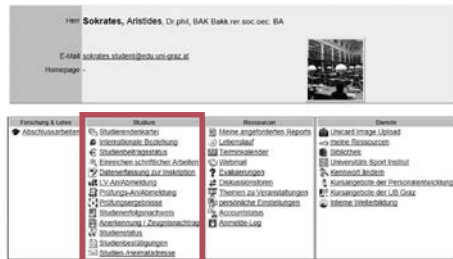 Herr Sokrates, Aristides, Dr.phil, BAK Bakk.rer.soc.oec. BA
E-Mail sokrates.student@edu.uni-graz.at
Homepage -
Forschung & Lehre
Abschlussarbeiten
Studium
Studierendenkartei
Internationale Beziehung
Studienbeitragsstatus
Einreichen schriftlicher Arbeiten
Datenerfassung zur Inskription
LV-An/Abmeldung
Prüfungs-An/Abmeldung
Prüfungsergebnisse
Studienerfolgsnachweis
Anerkennung / Zeugnisnachtrag
Studienstatus
Studienbestätigungen
Studien-/Heimatadresse
Ressourcen
Meine angeforderten Reports
Lebenslauf
Terminkalender
Webmail
Evaluierungen
Diskussionsforen
Themen zu Veranstaltungen
persönliche Einstellungen
Accountstatus
Anmelde-Log
Dienste
Unicard Image Upload
meine Ressourcen
Bibliothek
Universitäts Sport Institut
Kennwort ändern
Kursangebote der Personalentwicklung
Kursangebote der UB Graz
Interne Weiterbildung